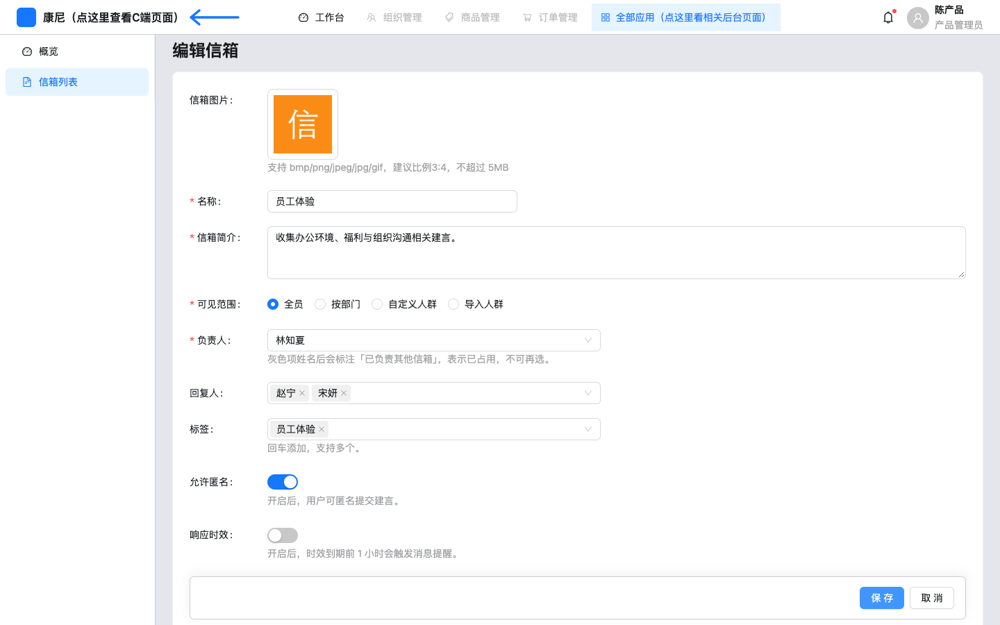 康尼（点这里查看C端页面）
工作台
组织管理
商品管理
订单管理
全部应用（点这里看相关后台页面）
陈产品
产品管理员
概览
信箱列表
编辑信箱
信箱图片：
信
支持 bmp/png/jpeg/jpg/gif，建议比例3:4，不超过 5MB
* 名称：
员工体验
* 信箱简介：
收集办公环境、福利与组织沟通相关建言。
* 可见范围：
全员
按部门
自定义人群
导入人群
* 负责人：
林知夏
灰色项姓名后会标注「已负责其他信箱」，表示已占用，不可再选。
回复人：
赵宁
宋妍
标签：
员工体验
回车添加，支持多个。
允许匿名：
开启后，用户可匿名提交建言。
响应时效：
开启后，时效到期前 1 小时会触发消息提醒。
保 存
取 消